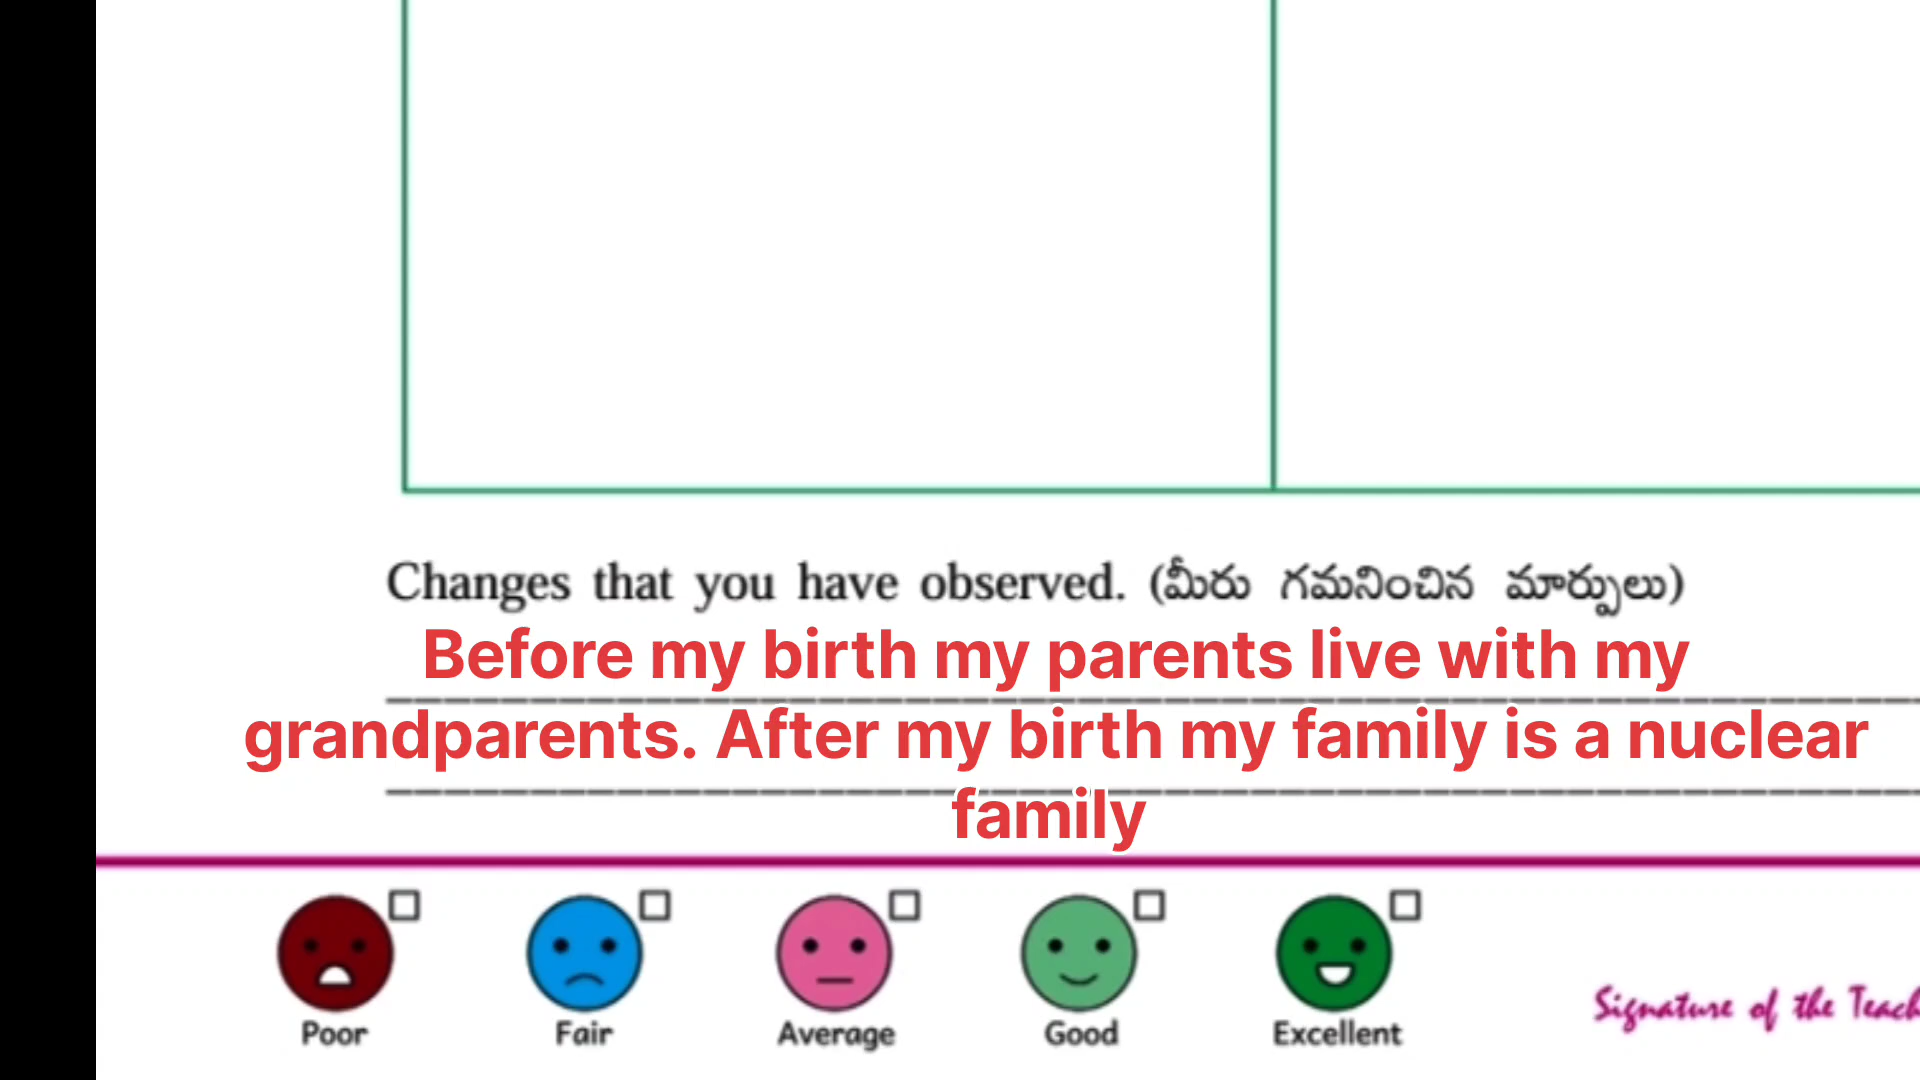 Changes that you have observed. (మీరు గమనించిన మార్పులు)
Before my birth my parents live with my
grandparents. After my birth my family is a nuclear
family
Poor Fair Average Good Excellent
Signature of the Teach